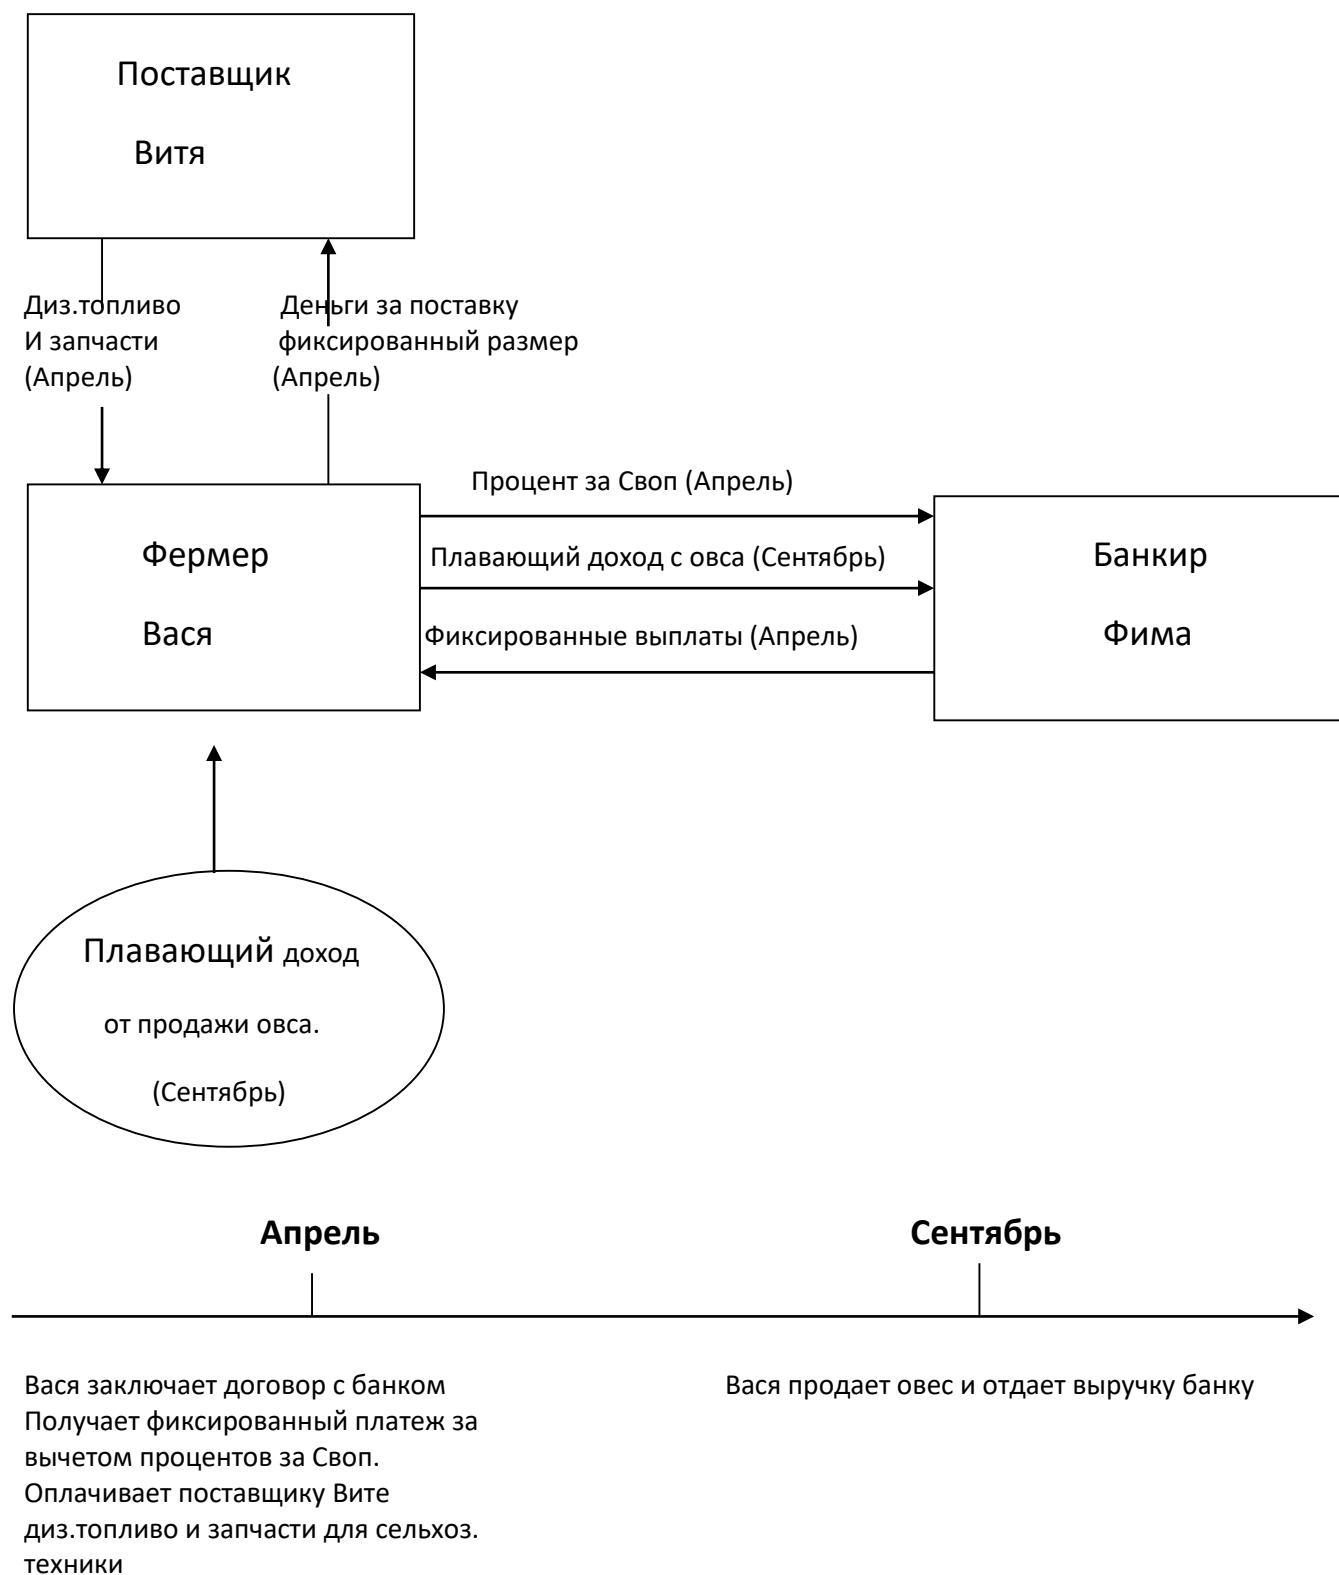 Поставщик
Витя
Диз.топливо
И запчасти
(Апрель)
Деньги за поставку
фиксированный размер
(Апрель)
Процент за Своп (Апрель)
Фермер
Вася
Плавающий доход с овса (Сентябрь)
Фиксированные выплаты (Апрель)
Банкир
Фима
Плавающий доход
от продажи овса.
(Сентябрь)
Апрель
Сентябрь
Вася заключает договор с банком
Получает фиксированный платеж за
вычетом процентов за Своп.
Оплачивает поставщику Вите
диз.топливо и запчасти для сельхоз.
техники
Вася продает овес и отдает выручку банку